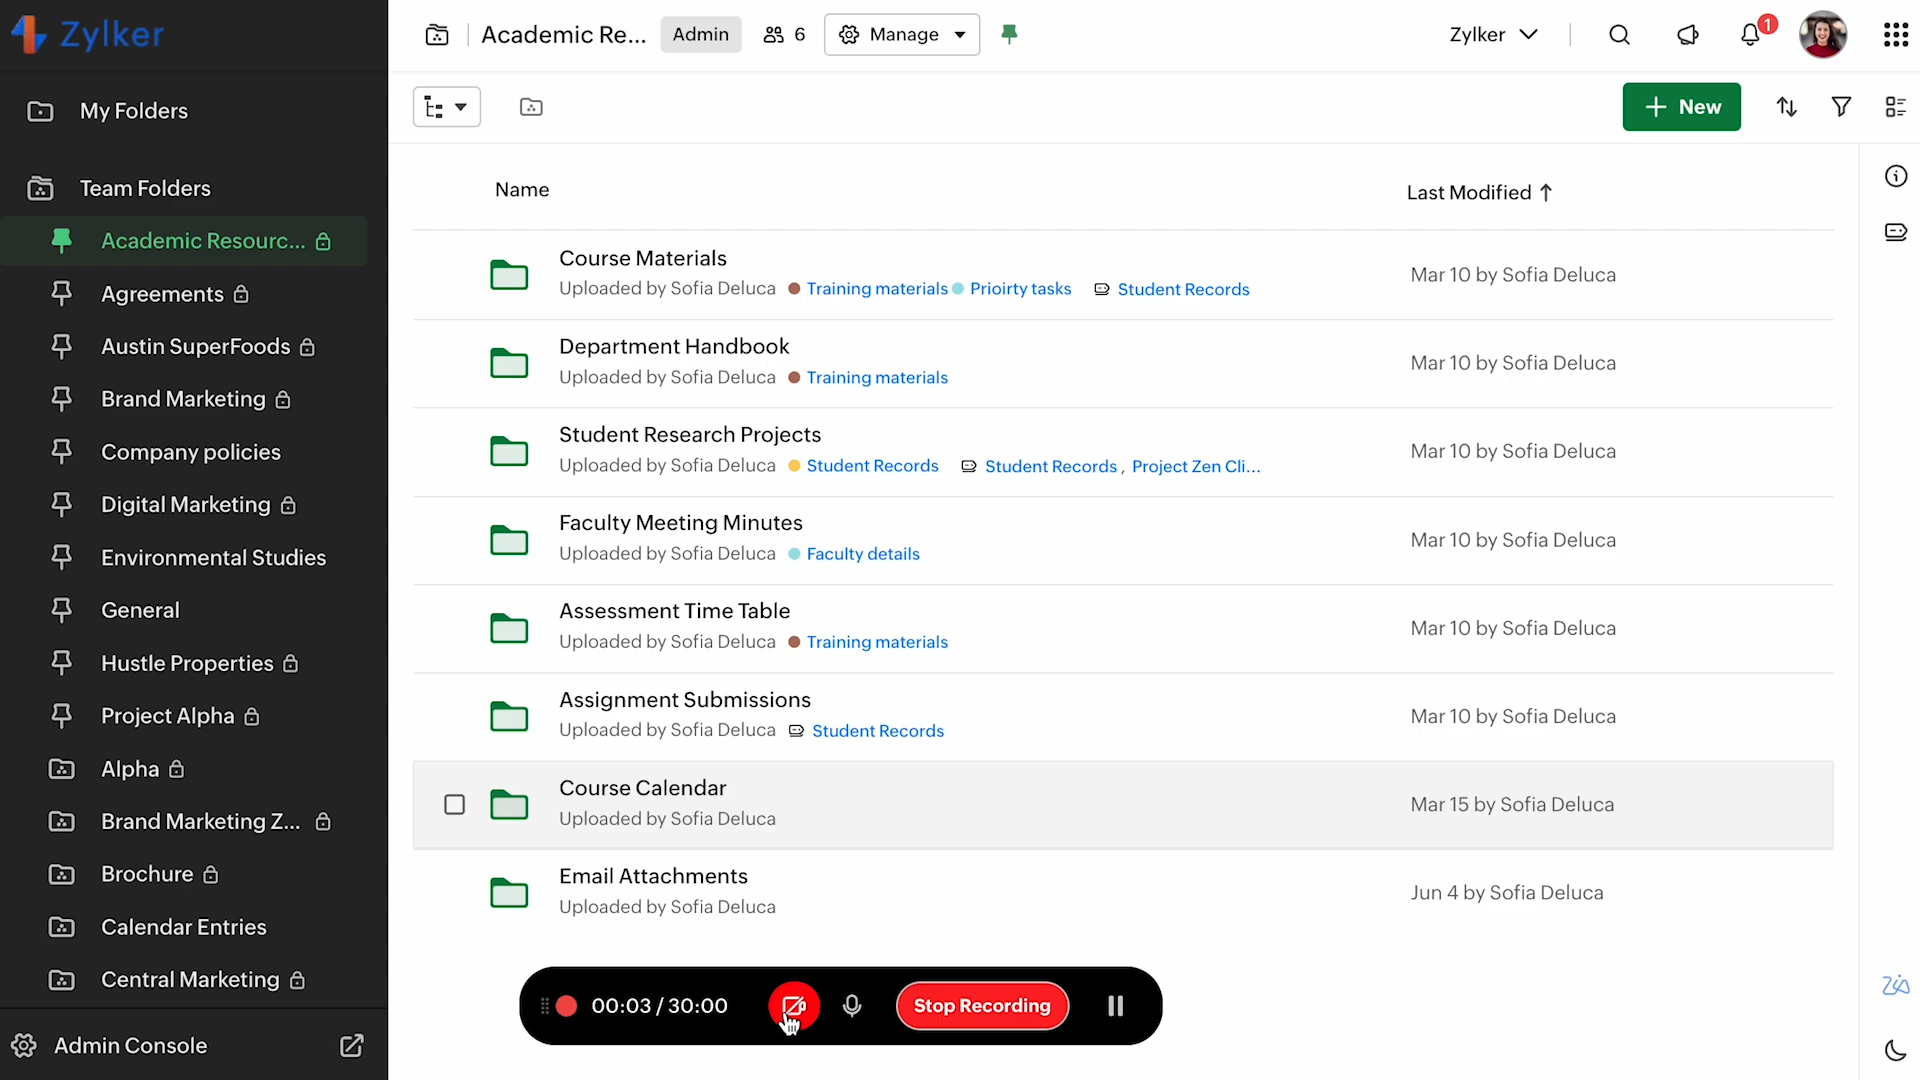 Zylker
My Folders
Team Folders
Academic Resourc...
Agreements
Austin SuperFoods
Brand Marketing
Company policies
Digital Marketing
Environmental Studies
General
Hustle Properties
Project Alpha
Alpha
Brand Marketing Z...
Brochure
Calendar Entries
Central Marketing
Admin Console
Academic Re... Admin 6 Manage
Zylker 1
New
Name Last Modified
Course Materials
Uploaded by Sofia Deluca Training materials Prioirty tasks Student Records
Mar 10 by Sofia Deluca
Department Handbook
Uploaded by Sofia Deluca Training materials
Mar 10 by Sofia Deluca
Student Research Projects
Uploaded by Sofia Deluca Student Records Student Records , Project Zen Cli...
Mar 10 by Sofia Deluca
Faculty Meeting Minutes
Uploaded by Sofia Deluca Faculty details
Mar 10 by Sofia Deluca
Assessment Time Table
Uploaded by Sofia Deluca Training materials
Mar 10 by Sofia Deluca
Assignment Submissions
Uploaded by Sofia Deluca Student Records
Mar 10 by Sofia Deluca
Course Calendar
Uploaded by Sofia Deluca
Mar 15 by Sofia Deluca
Email Attachments
Uploaded by Sofia Deluca
Jun 4 by Sofia Deluca
00:03 / 30:00 Stop Recording
Zia